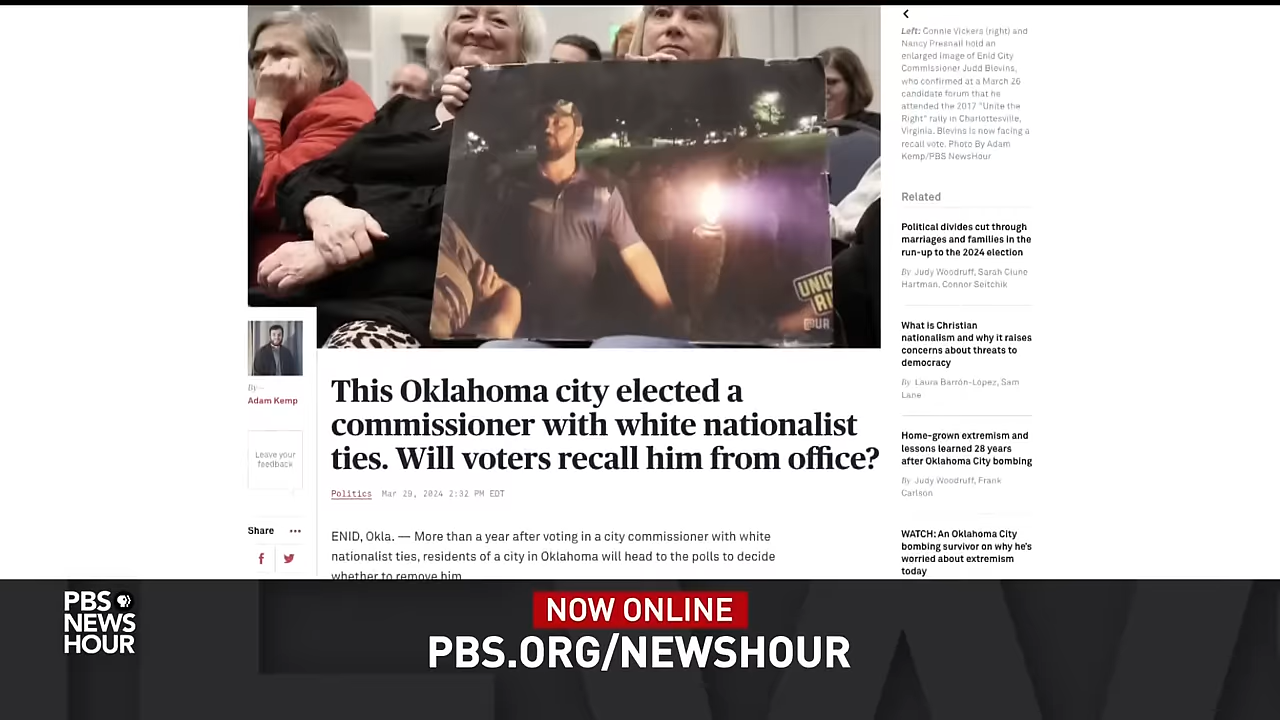 Left: Connie Vickers (right) and
Nancy Presnall hold an
enlarged image of Enid City
Commissioner Judd Blevins,
who confirmed at a March 26
candidate forum that he
attended the 2017 "Unite the
Right" rally in Charlottesville,
Virginia. Blevins is now facing a
recall vote. Photo By Adam
Kemp/PBS NewsHour
Related
Political divides cut through
marriages and families in the
run-up to the 2024 election
By Judy Woodruff, Sarah Clune
Hartman, Connor Seitchik
What is Christian
nationalism and why it raises
concerns about threats to
democracy
By Laura Barrón-López, Sam
Lane
Home-grown extremism and
lessons learned 28 years
after Oklahoma City bombing
By Judy Woodruff, Frank
Carlson
WATCH: An Oklahoma City
bombing survivor on why he's
worried about extremism
today
UNIC
RI
@UR
By —
Adam Kemp
Leave your
feedback
Share
This Oklahoma city elected a
commissioner with white nationalist
ties. Will voters recall him from office?
Politics Mar 29, 2024 2:32 PM EDT
ENID, Okla. — More than a year after voting in a city commissioner with white
nationalist ties, residents of a city in Oklahoma will head to the polls to decide
whether to remove him
PBS
NEWS
HOUR
NOW ONLINE
PBS.ORG/NEWSHOUR